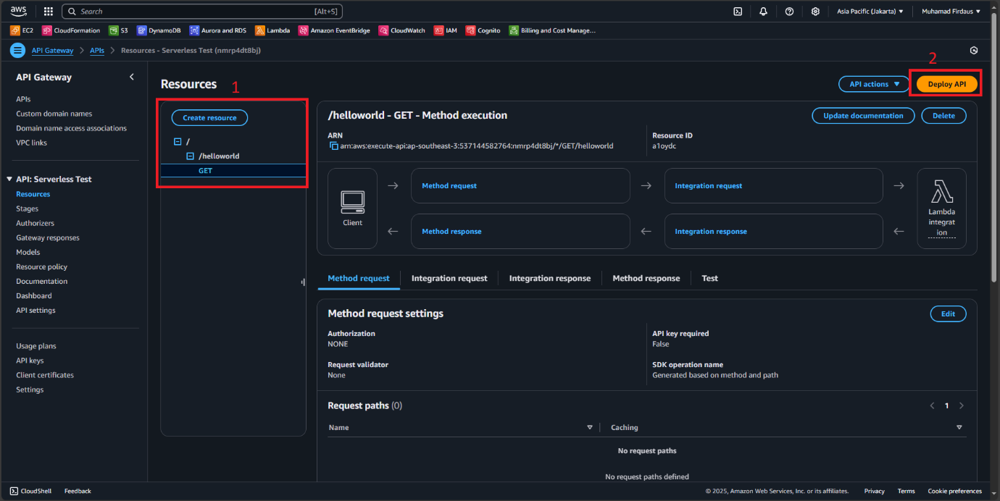 aws
Search [Alt+S]
Asia Pacific (Jakarta) ▼
Muhamad Firdaus ▼
EC2 CloudFormation S3 DynamoDB Aurora and RDS Lambda Amazon EventBridge CloudWatch IAM Cognito Billing and Cost Manage...
API Gateway > APIs > Resources - Serverless Test (nmrp4dt8bj)
API Gateway
APIs
Custom domain names
Domain name access associations
VPC links
▼ API: Serverless Test
Resources
Stages
Authorizers
Gateway responses
Models
Resource policy
Documentation
Dashboard
API settings
Usage plans
API keys
Client certificates
Settings
Resources
1
2
API actions ▼
Deploy API
Create resource
/
/helloworld
GET
/helloworld - GET - Method execution
Update documentation
Delete
ARN
arn:aws:execute-api:ap-southeast-3:537144582764:nmrp4dt8bj/*/GET/helloworld
Resource ID
a1oydc
Client
Method request
Integration request
Method response
Integration response
Lambda
integrat
ion
Method request Integration request Integration response Method response Test
Method request settings
Edit
Authorization
NONE
API key required
False
Request validator
None
SDK operation name
Generated based on method and path
Request paths (0)
1
Name
Caching
No request paths
No request paths defined
CloudShell Feedback
© 2025, Amazon Web Services, Inc. or its affiliates. Privacy Terms Cookie preferences